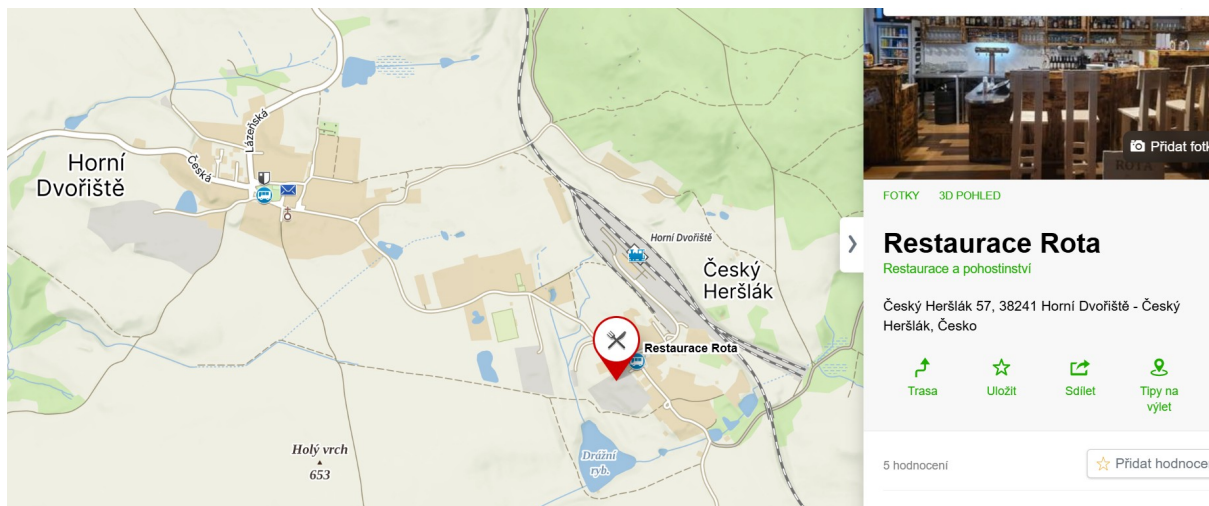 Lázeňská
Česká
Horní
Dvořiště
Horní Dvořiště
Český
Heršlák
Restaurace Rota
Holý vrch
653
Drážní
ryb.
Přidat fotk
ROTA
FOTKY 3D POHLED
Restaurace Rota
Restaurace a pohostinství
Český Heršlák 57, 38241 Horní Dvořiště - Český
Heršlák, Česko
Trasa Uložit Sdílet Tipy na
výlet
5 hodnocení Přidat hodnoce